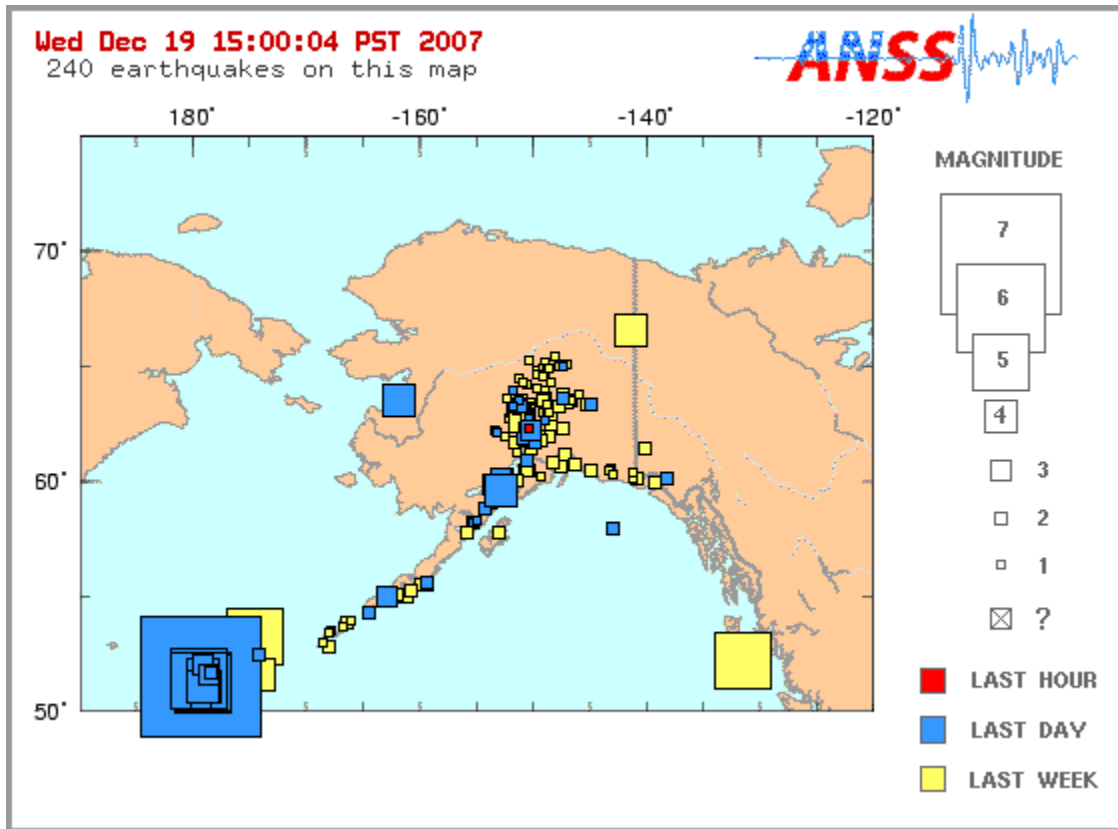 Wed Dec 19 15:00:04 PST 2007
240 earthquakes on this map
ANSS
180° -160° -140° -120°
70°
60°
50°
MAGNITUDE
7
6
5
4
3
2
1
?
LAST HOUR
LAST DAY
LAST WEEK